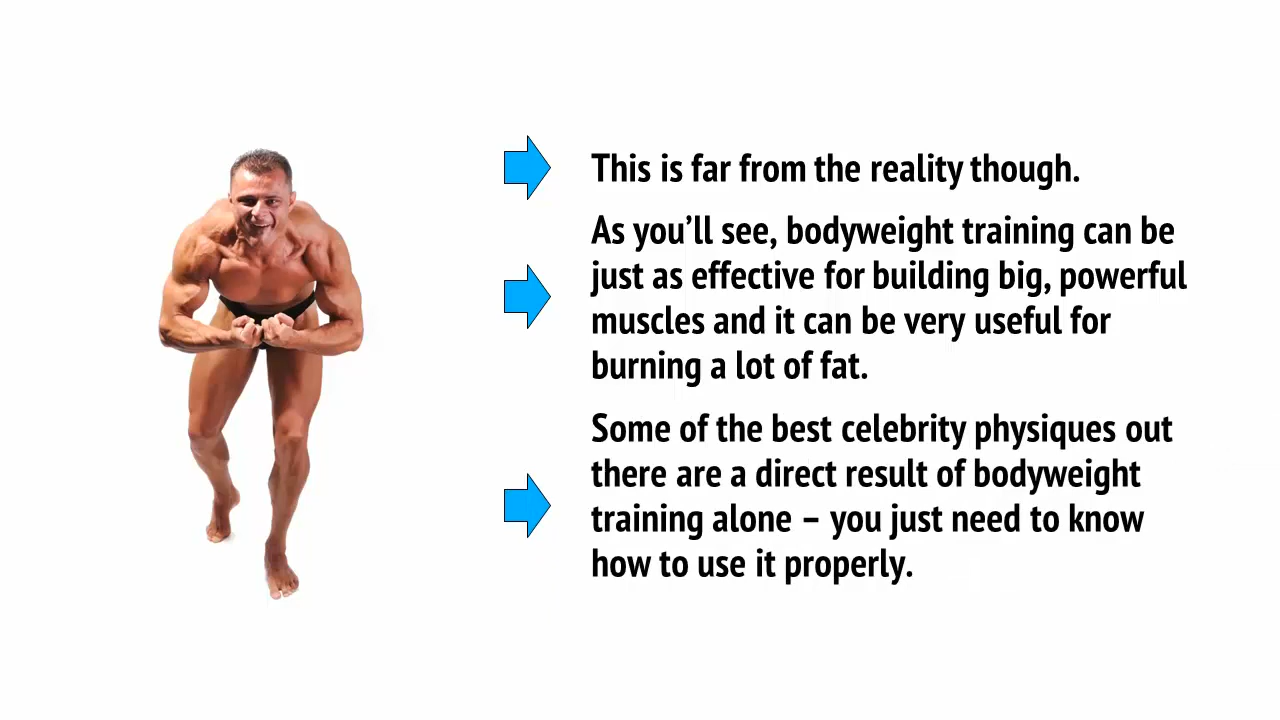 This is far from the reality though.
As you’ll see, bodyweight training can be
just as effective for building big, powerful
muscles and it can be very useful for
burning a lot of fat.
Some of the best celebrity physiques out
there are a direct result of bodyweight
training alone – you just need to know
how to use it properly.